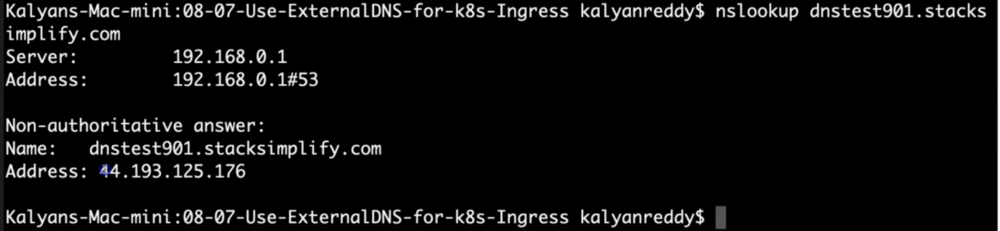 Kalyans-Mac-mini:08-07-Use-ExternalDNS-for-k8s-Ingress kalyanreddy$ nslookup dnstest901.stacks
implify.com
Server:         192.168.0.1
Address:        192.168.0.1#53

Non-authoritative answer:
Name:   dnstest901.stacksimplify.com
Address: 44.193.125.176

Kalyans-Mac-mini:08-07-Use-ExternalDNS-for-k8s-Ingress kalyanreddy$